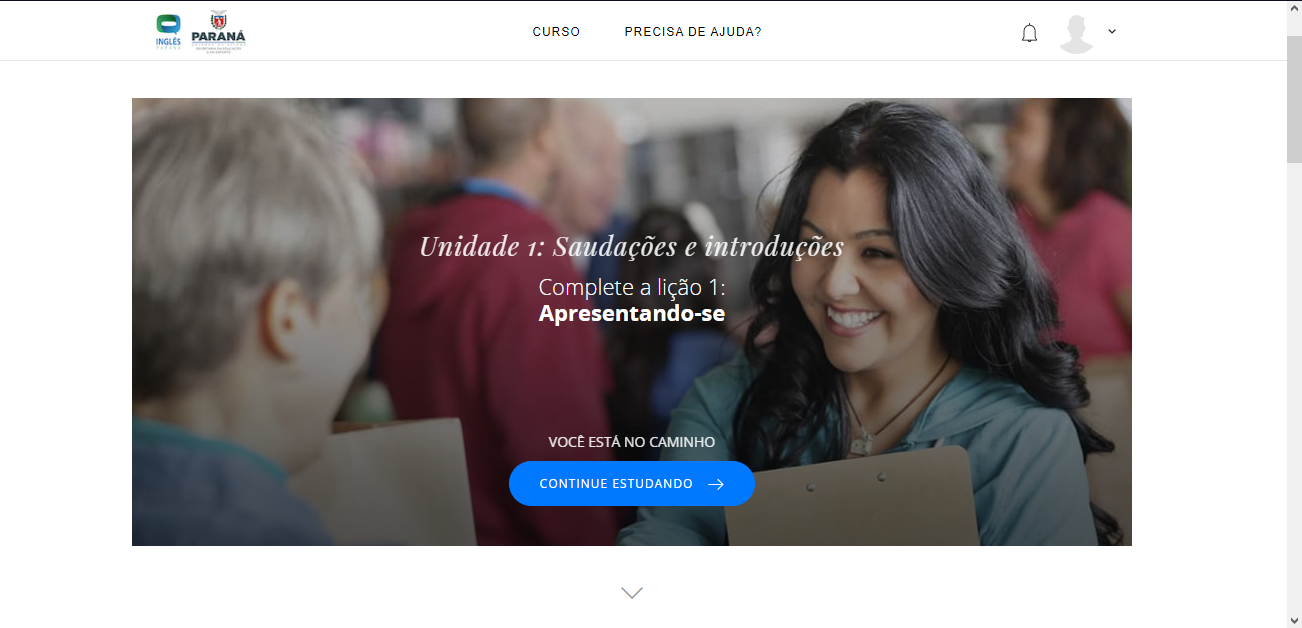 INGLÊS
PARANÁ
PARANÁ
CURSO
PRECISA DE AJUDA?
Unidade 1: Saudações e introduções
Complete a lição 1:
Apresentando-se
VOCÊ ESTÁ NO CAMINHO
CONTINUE ESTUDANDO